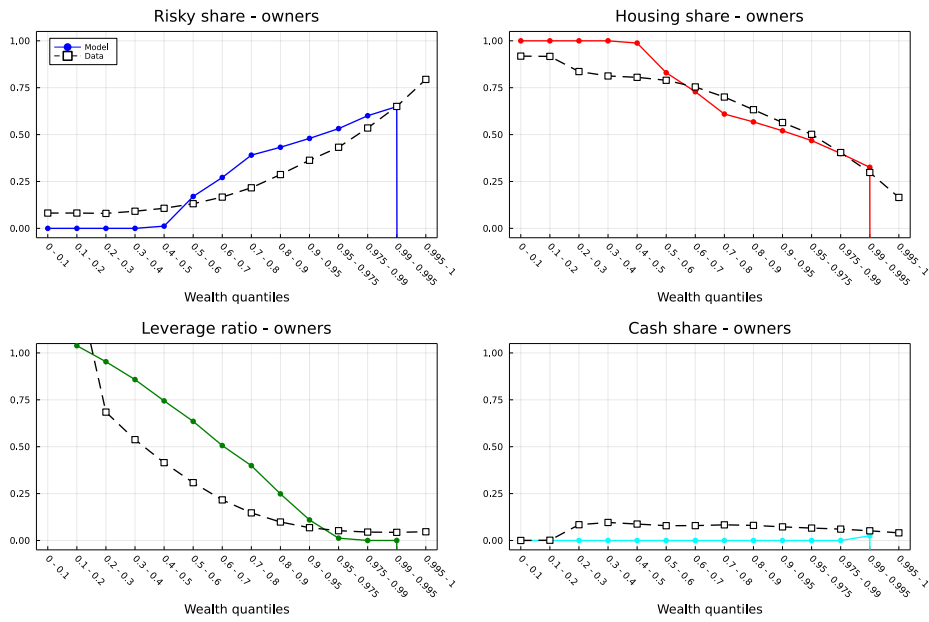 Risky share - owners
1.00
0.75
0.50
0.25
0.00
Model
Data
0 - 0.1
0.1 - 0.2
0.2 - 0.3
0.3 - 0.4
0.4 - 0.5
0.5 - 0.6
0.6 - 0.7
0.7 - 0.8
0.8 - 0.9
0.9 - 0.95
0.95 - 0.975
0.975 - 0.99
0.99 - 0.995
0.995 - 1
Wealth quantiles
Housing share - owners
1.00
0.75
0.50
0.25
0.00
0 - 0.1
0.1 - 0.2
0.2 - 0.3
0.3 - 0.4
0.4 - 0.5
0.5 - 0.6
0.6 - 0.7
0.7 - 0.8
0.8 - 0.9
0.9 - 0.95
0.95 - 0.975
0.975 - 0.99
0.99 - 0.995
0.995 - 1
Wealth quantiles
Leverage ratio - owners
1.00
0.75
0.50
0.25
0.00
0 - 0.1
0.1 - 0.2
0.2 - 0.3
0.3 - 0.4
0.4 - 0.5
0.5 - 0.6
0.6 - 0.7
0.7 - 0.8
0.8 - 0.9
0.9 - 0.95
0.95 - 0.975
0.975 - 0.99
0.99 - 0.995
0.995 - 1
Wealth quantiles
Cash share - owners
1.00
0.75
0.50
0.25
0.00
0 - 0.1
0.1 - 0.2
0.2 - 0.3
0.3 - 0.4
0.4 - 0.5
0.5 - 0.6
0.6 - 0.7
0.7 - 0.8
0.8 - 0.9
0.9 - 0.95
0.95 - 0.975
0.975 - 0.99
0.99 - 0.995
0.995 - 1
Wealth quantiles